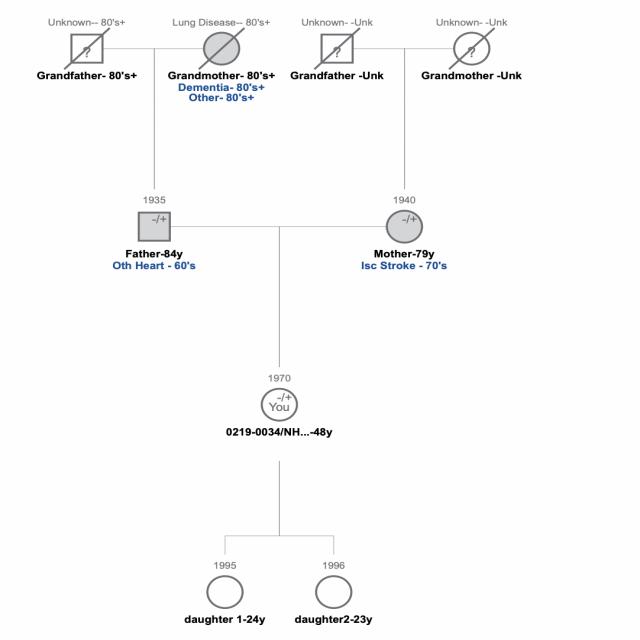 Unknown-- 80's+ Lung Disease-- 80's+ Unknown- -Unk Unknown- -Unk
? ? ?
Grandfather- 80's+ Grandmother- 80's+ Grandfather -Unk Grandmother -Unk
Dementia- 80's+
Other- 80's+
1935 1940
-/+ -/+
Father-84y Mother-79y
Oth Heart - 60's Isc Stroke - 70's
1970
-/+
You
0219-0034/NH...-48y
1995 1996
daughter 1-24y daughter2-23y